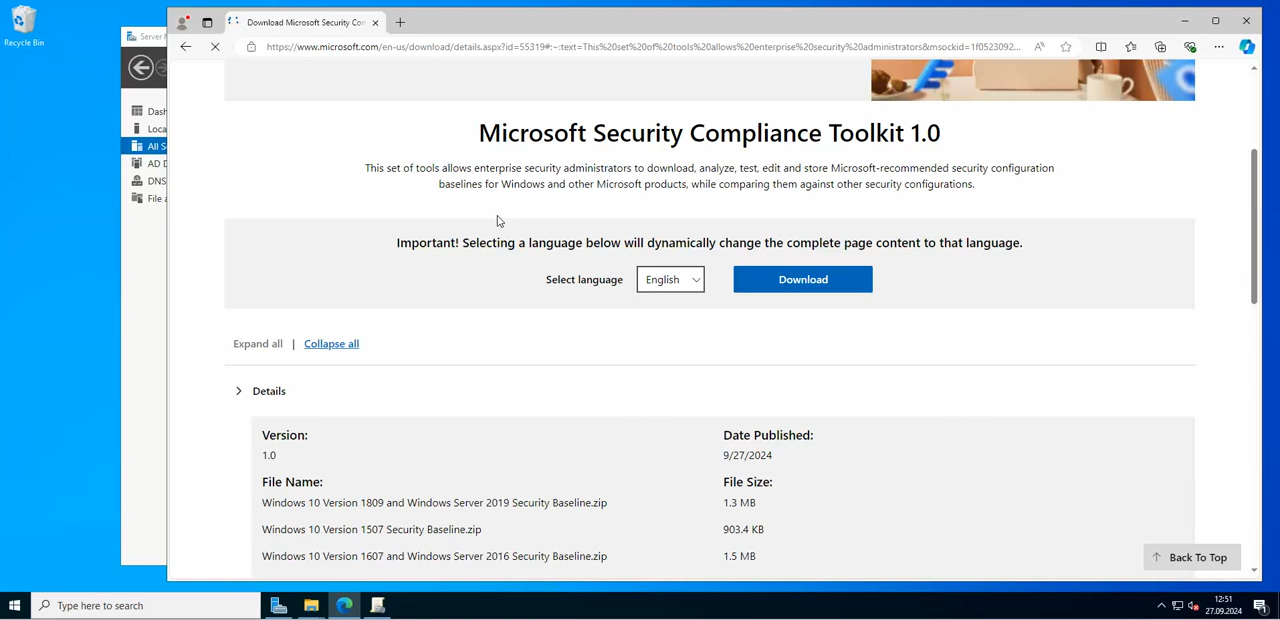 Recycle Bin
Server M
Download Microsoft Security Com
https://www.microsoft.com/en-us/download/details.aspx?id=55319#:~:text=This%20set%20of%20tools%20allows%20enterprise%20security%20administrators&msockid=1f0523092...
Dash
Loca
All S
AD D
DNS
File a
Microsoft Security Compliance Toolkit 1.0
This set of tools allows enterprise security administrators to download, analyze, test, edit and store Microsoft-recommended security configuration
baselines for Windows and other Microsoft products, while comparing them against other security configurations.
Important! Selecting a language below will dynamically change the complete page content to that language.
Select language English Download
Expand all | Collapse all
Details
Version:
1.0
Date Published:
9/27/2024
File Name:
File Size:
Windows 10 Version 1809 and Windows Server 2019 Security Baseline.zip
1.3 MB
Windows 10 Version 1507 Security Baseline.zip
903.4 KB
Windows 10 Version 1607 and Windows Server 2016 Security Baseline.zip
1.5 MB
Back To Top
Type here to search
12:51
27.09.2024
1